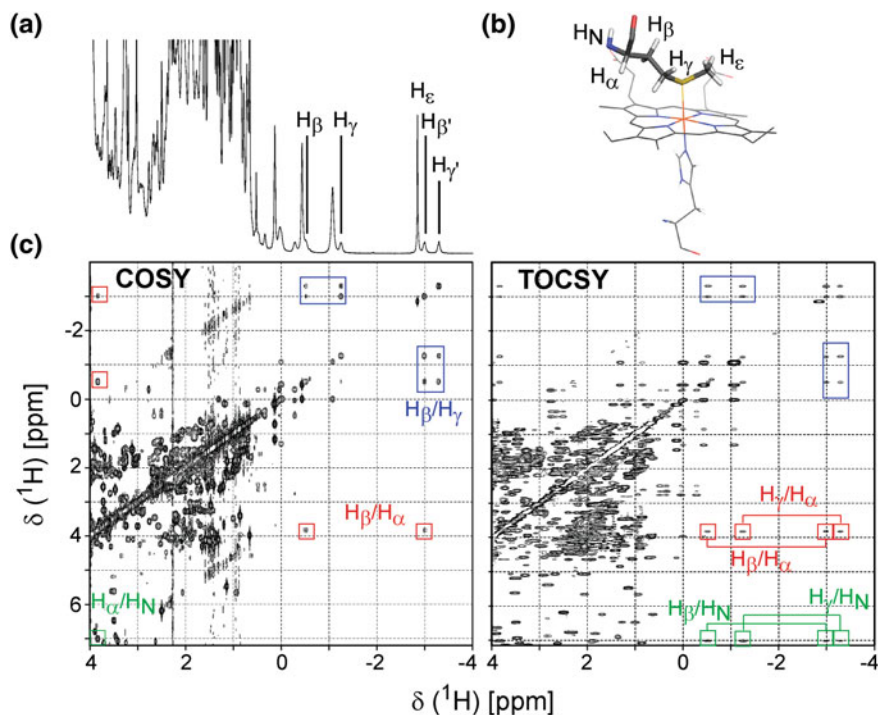 (a)
Hβ
Hγ
Hε
Hβ'
Hγ'
(b)
HN
Hβ
Hα
Hγ
Hε
(c)
COSY
Hβ/Hγ
Hβ/Hα
Hα/HN
-2
0
2
4
6
4 2 0 -2 -4
δ (¹H) [ppm]
TOCSY
Hγ/Hα
Hβ/Hα
Hβ/HN
Hγ/HN
4 2 0 -2 -4
δ (¹H) [ppm]